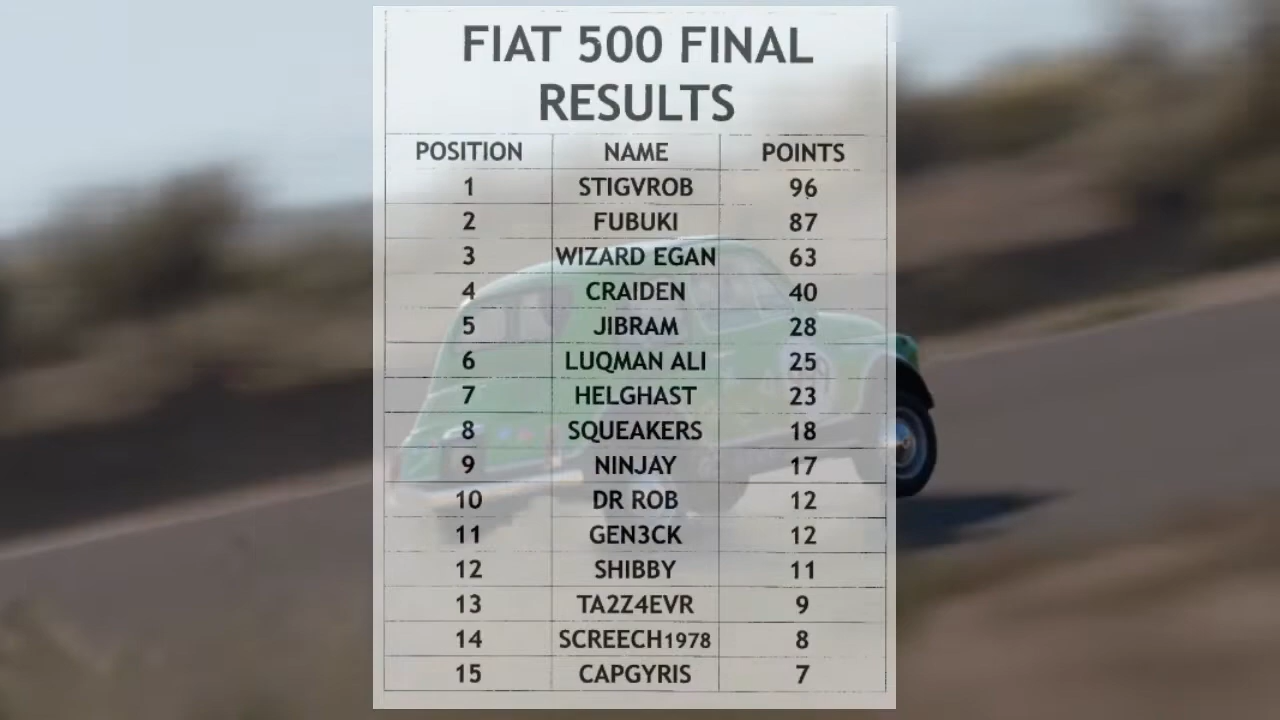 FIAT 500 FINAL
RESULTS
POSITION NAME POINTS
1 STIGVROB 96
2 FUBUKI 87
3 WIZARD EGAN 63
4 CRAIDEN 40
5 JIBRAM 28
6 LUQMAN ALI 25
7 HELGHAST 23
8 SQUEAKERS 18
9 NINJAY 17
10 DR ROB 12
11 GEN3CK 12
12 SHIBBY 11
13 TA2Z4EVR 9
14 SCREECH1978 8
15 CAPGYRIS 7